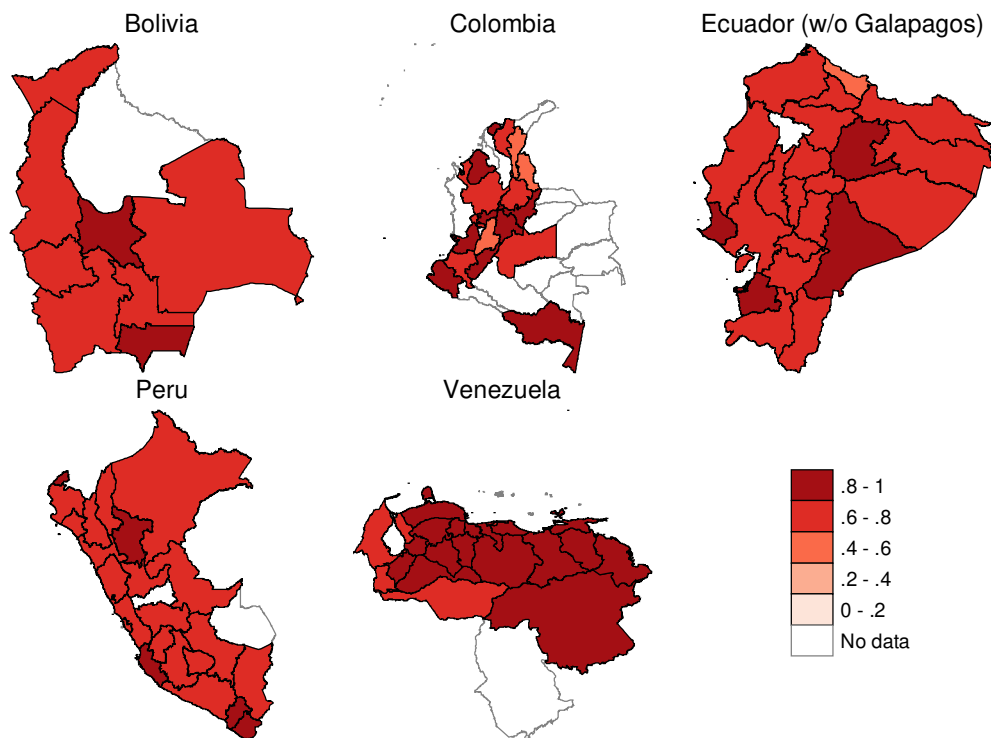 Bolivia
Colombia
Ecuador (w/o Galapagos)
Peru
Venezuela
.8 - 1
.6 - .8
.4 - .6
.2 - .4
0 - .2
No data